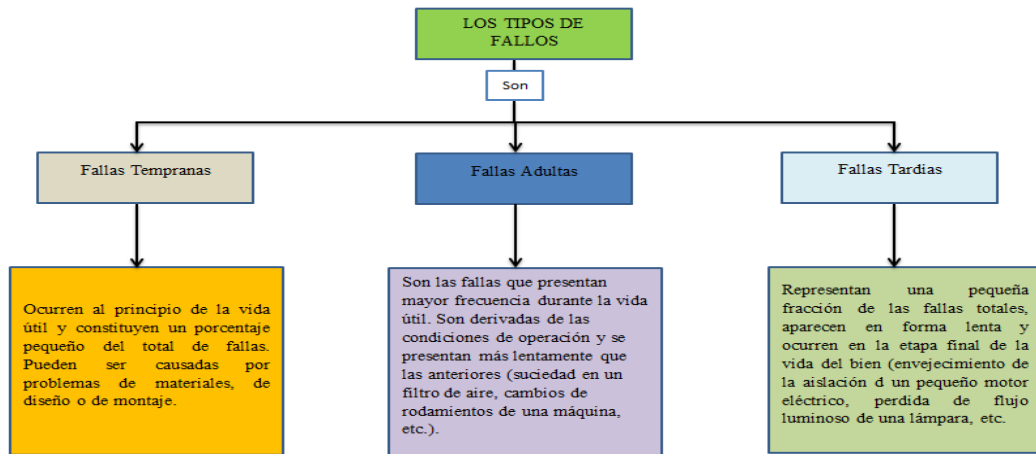 LOS TIPOS DE
FALLOS
Son
Fallas Tempranas
Fallas Adultas
Fallas Tardías
Ocurren al principio de la vida
útil y constituyen un porcentaje
pequeño del total de fallas.
Pueden ser causadas por
problemas de materiales, de
diseño o de montaje.
Son las fallas que presentan
mayor frecuencia durante la vida
útil. Son derivadas de las
condiciones de operación y se
presentan más lentamente que
las anteriores (suciedad en un
filtro de aire, cambios de
rodamientos de una máquina,
etc.).
Representan una pequeña
fracción de las fallas totales,
aparecen en forma lenta y
ocurren en la etapa final de la
vida del bien (envejecimiento de
la aislación d un pequeño motor
eléctrico, perdida de flujo
luminoso de una lámpara, etc.